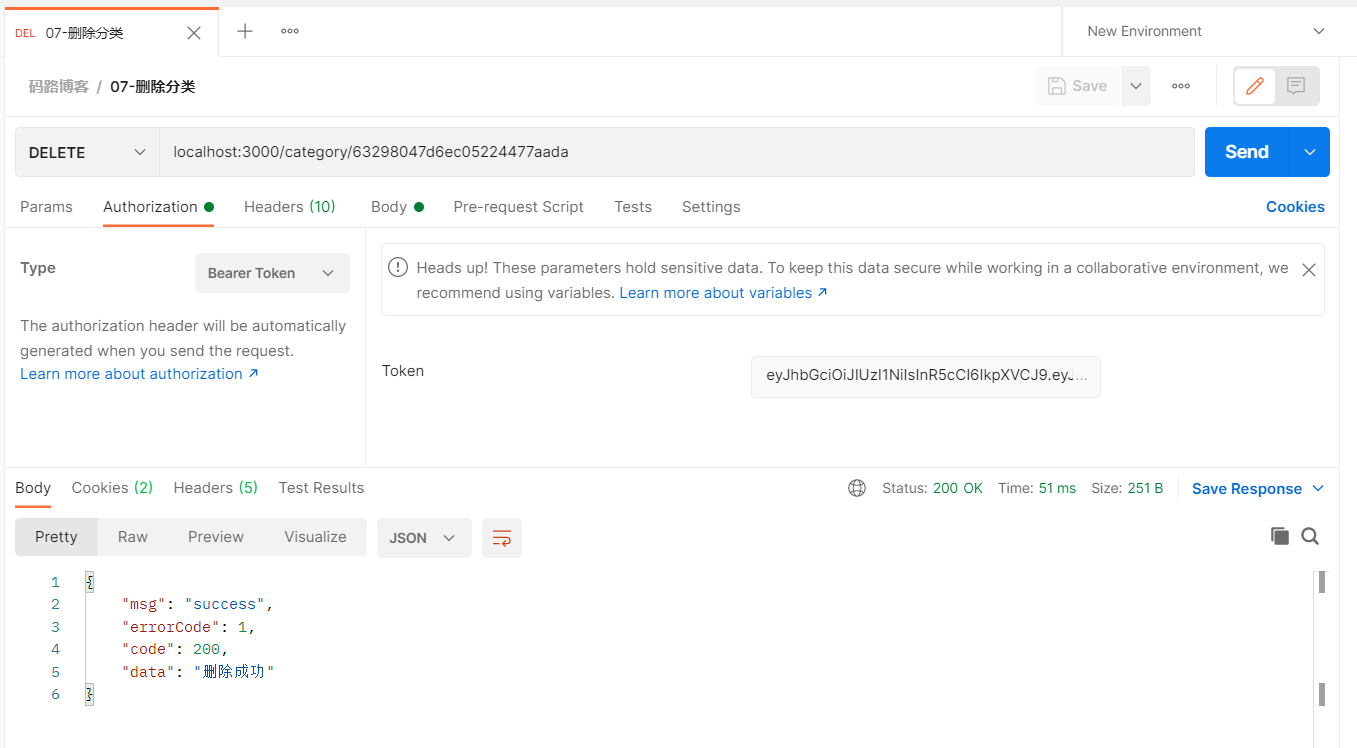 DEL 07-删除分类
New Environment
码路博客 / 07-删除分类
Save
DELETE localhost:3000/category/63298047d6ec05224477aada Send
Params Authorization Headers (10) Body Pre-request Script Tests Settings Cookies
Type Bearer Token
The authorization header will be automatically
generated when you send the request.
Learn more about authorization ↗
Heads up! These parameters hold sensitive data. To keep this data secure while working in a collaborative environment, we
recommend using variables. Learn more about variables ↗
Token eyJhbGciOiJIUzI1NiIsInR5cCI6IkpXVCJ9.eyJ...
Body Cookies (2) Headers (5) Test Results Status: 200 OK Time: 51 ms Size: 251 B Save Response
Pretty Raw Preview Visualize JSON
1 {
2 "msg": "success",
3 "errorCode": 1,
4 "code": 200,
5 "data": "删除成功"
6 }